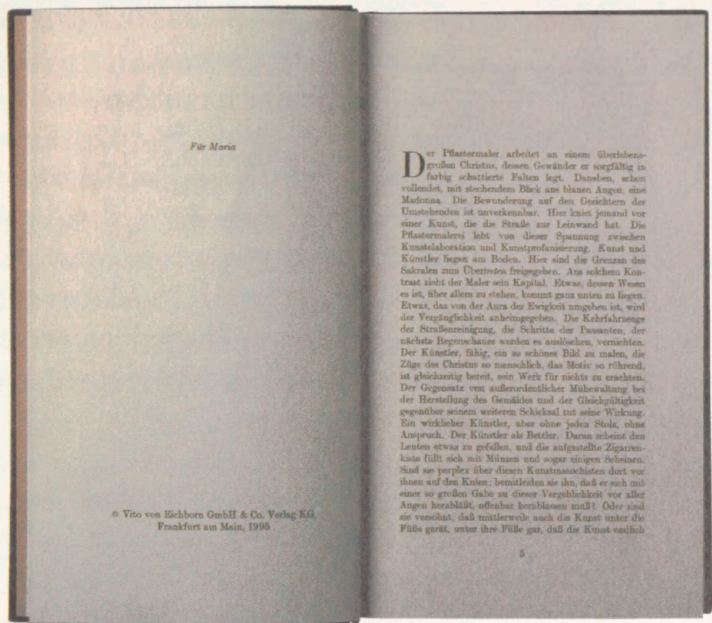 Für Maria
© Vito von Eichborn GmbH & Co. Verlag KG,
Frankfurt am Main, 1995
Der Pflastermaler arbeitet an einem überlebens-
großen Christus, dessen Gewänder er sorgfältig in
farbig schattierte Falten legt. Daneben, schon
vollendet, mit stechendem Blick aus blauen Augen, eine
Madonna. Die Bewunderung auf den Gesichtern der
Umstehenden ist unverkennbar. Hier kniet jemand vor
einer Kunst, die die Straße zur Leinwand hat. Die
Pflastermalerei lebt von dieser Spannung zwischen
Kunstelaboration und Kunstprofanisierung. Kunst und
Künstler liegen am Boden. Hier sind die Grenzen des
Sakralen zum Übertreten freigegeben. Aus solchem Kon-
trast zieht der Maler sein Kapital. Etwas, dessen Wesen
es ist, über allem zu stehen, kommt ganz unten zu liegen.
Etwas, das von der Aura der Ewigkeit umgeben ist, wird
der Vergänglichkeit anheimgegeben. Die Kehrfahrzeuge
der Straßenreinigung, die Schritte der Passanten, der
nächste Regenschauer werden es auslöschen, vernichten.
Der Künstler, fähig, ein so schönes Bild zu malen, die
Züge des Christus so menschlich, das Motiv so rührend,
ist gleichzeitig bereit, sein Werk für nichts zu erachten.
Der Gegensatz von außerordentlicher Mühewaltung bei
der Herstellung des Gemäldes und der Gleichgültigkeit
gegenüber seinem weiteren Schicksal tut seine Wirkung.
Ein wirklicher Künstler, aber ohne jeden Stolz, ohne
Anspruch. Der Künstler als Bettler. Daran scheint den
Leuten etwas zu gefallen, und die aufgestellte Zigarren-
kiste füllt sich mit Münzen und sogar einigen Scheinen.
Sind sie perplex über diesen Kunstmasochisten dort vor
ihnen auf den Knien; bemitleiden sie ihn, daß er sich mit
einer so großen Gabe zu dieser Vergeblichkeit vor aller
Augen herabläßt, offenbar herablassen muß? Oder sind
sie versöhnt, daß mittlerweile auch die Kunst unter die
Füße gerät, unter ihre Füße gar, daß die Kunst endlich
5